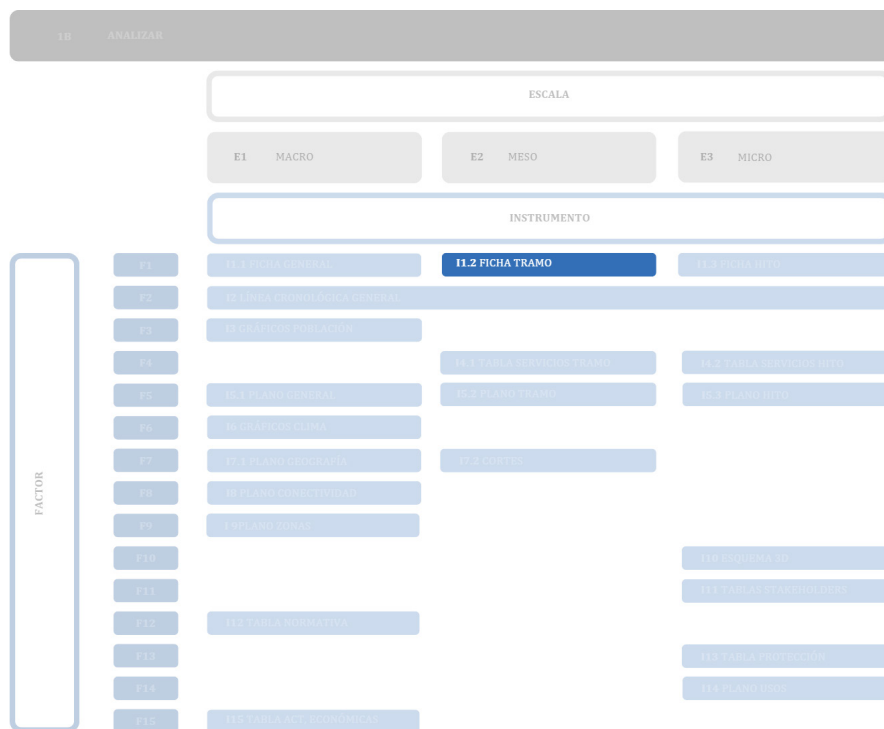 1B ANALIZAR
ESCALA
E1 MACRO E2 MESO E3 MICRO
INSTRUMENTO
FACTOR
F1 I1.1 FICHA GENERAL I1.2 FICHA TRAMO I1.3 FICHA HITO
F2 I2 LÍNEA CRONOLÓGICA GENERAL
F3 I3 GRÁFICOS POBLACIÓN
F4 I4.1 TABLA SERVICIOS TRAMO I4.2 TABLA SERVICIOS HITO
F5 I5.1 PLANO GENERAL I5.2 PLANO TRAMO I5.3 PLANO HITO
F6 I6 GRÁFICOS CLIMA
F7 I7.1 PLANO GEOGRAFÍA I7.2 CORTES
F8 I8 PLANO CONECTIVIDAD
F9 I9PLANO ZONAS
F10 I10 ESQUEMA 3D
F11 I11 TABLAS STAKEHOLDERS
F12 I12 TABLA NORMATIVA
F13 I13 TABLA PROTECCIÓN
F14 I14 PLANO USOS
F15 I15 TABLA ACT. ECONÓMICAS